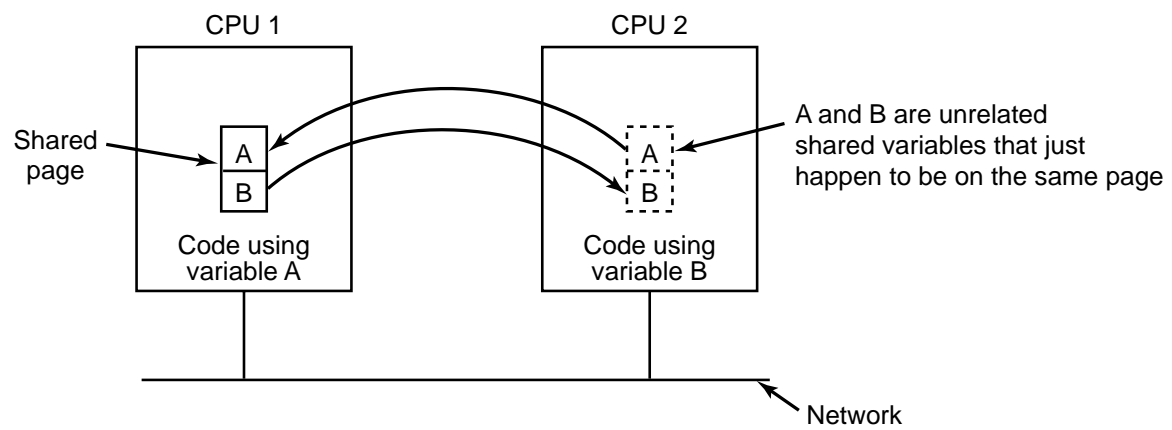 CPU 1
CPU 2
Shared
page
A
B
A
B
A and B are unrelated
shared variables that just
happen to be on the same page
Code using
variable A
Code using
variable B
Network